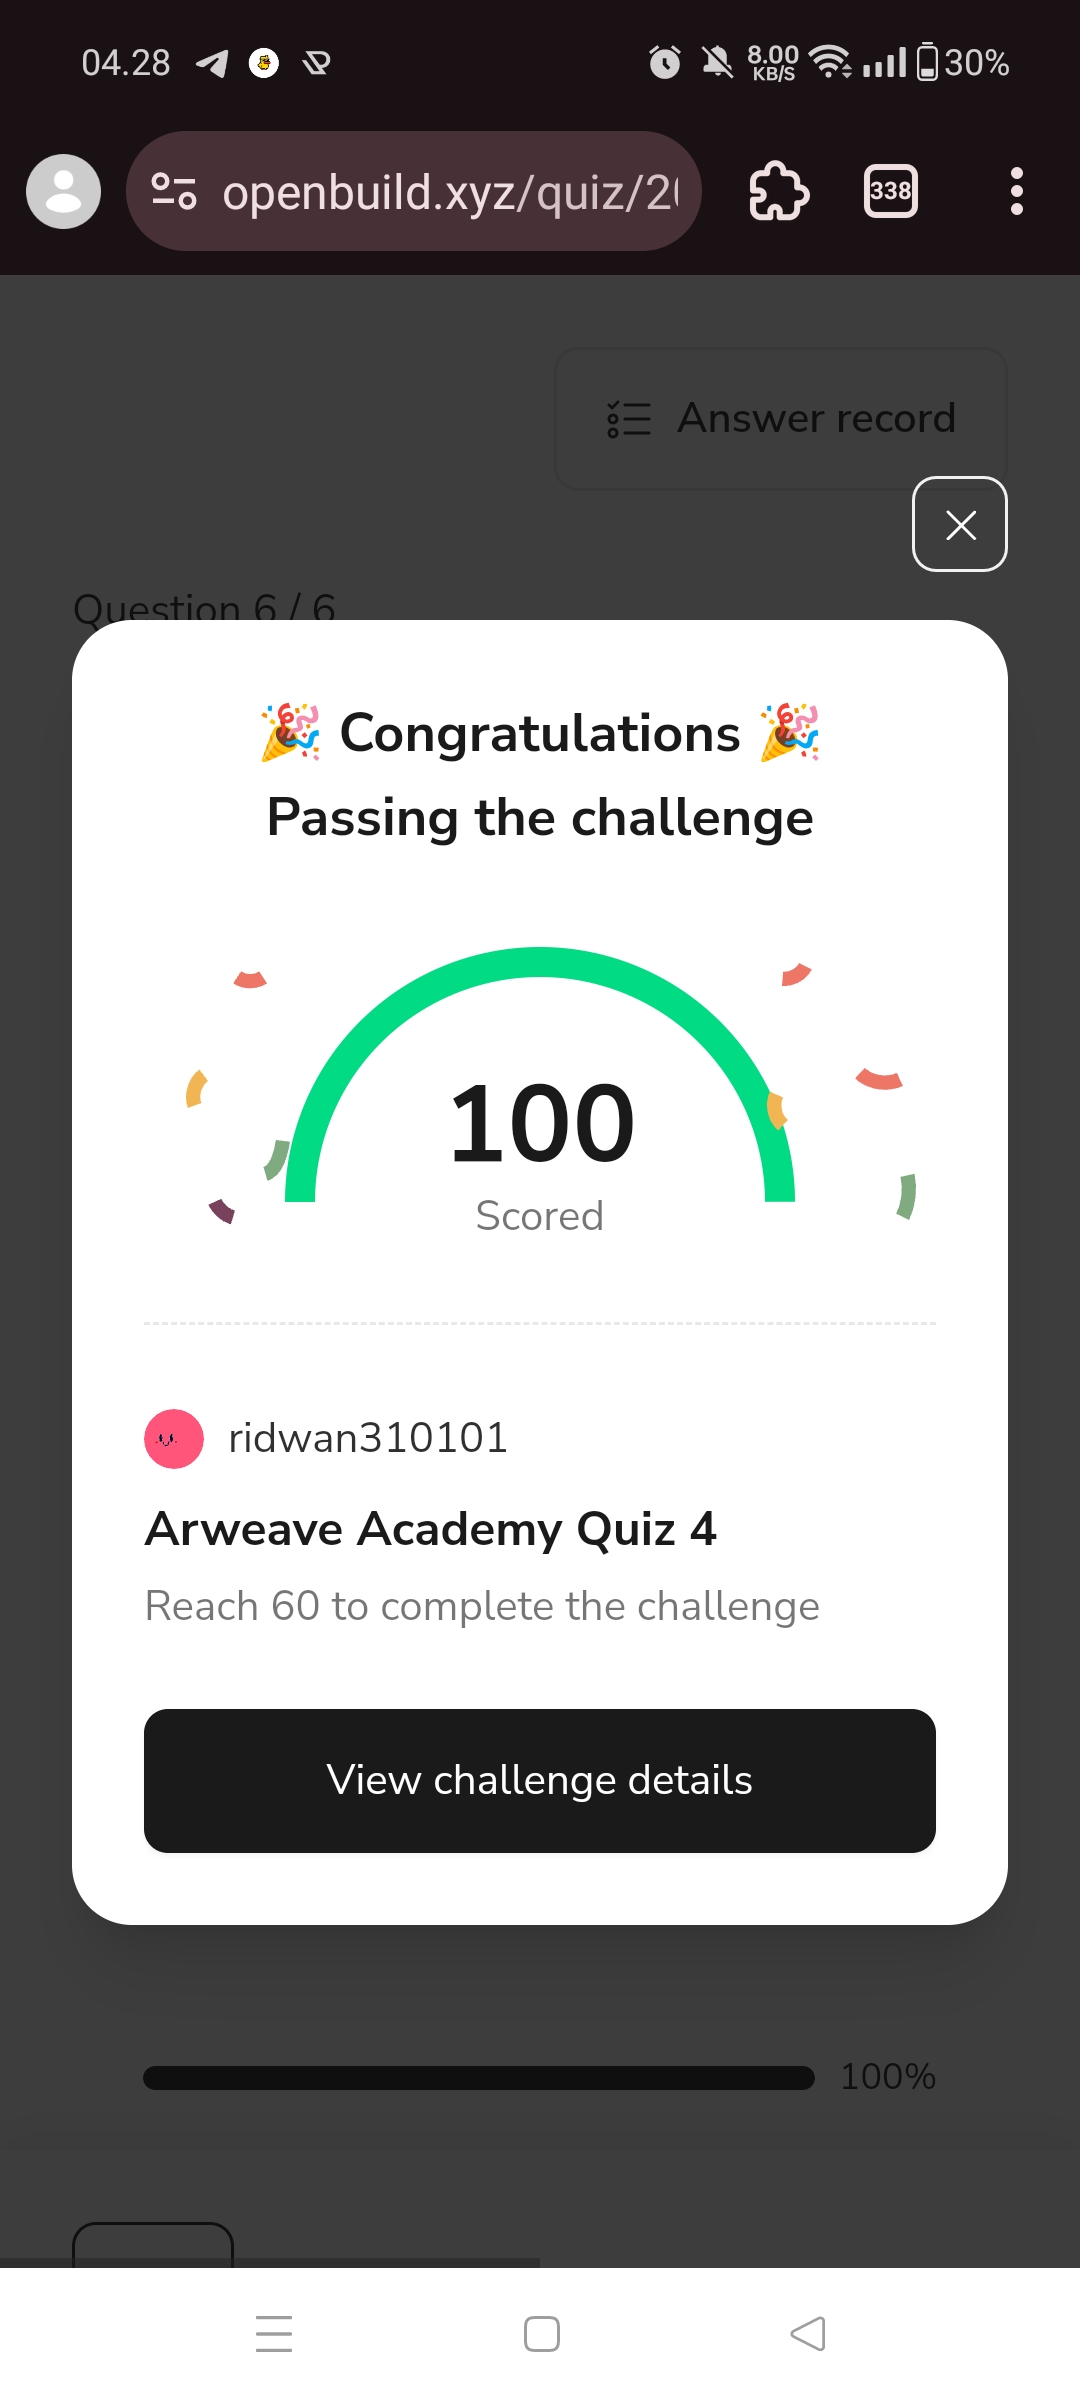 04.28
8.00
KB/S
30%
openbuild.xyz/quiz/2
338
Answer record
Question 6 / 6
🎉 Congratulations 🎉
Passing the challenge
100
Scored
ridwan310101
Arweave Academy Quiz 4
Reach 60 to complete the challenge
View challenge details
100%